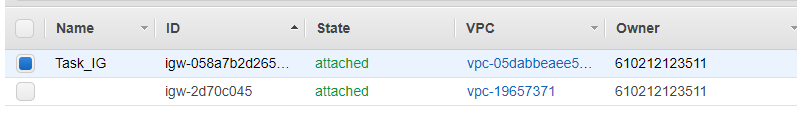 Name ID State VPC Owner
Task_IG igw-058a7b2d265... attached vpc-05dabbeaee5... 610212123511
igw-2d70c045 attached vpc-19657371 610212123511